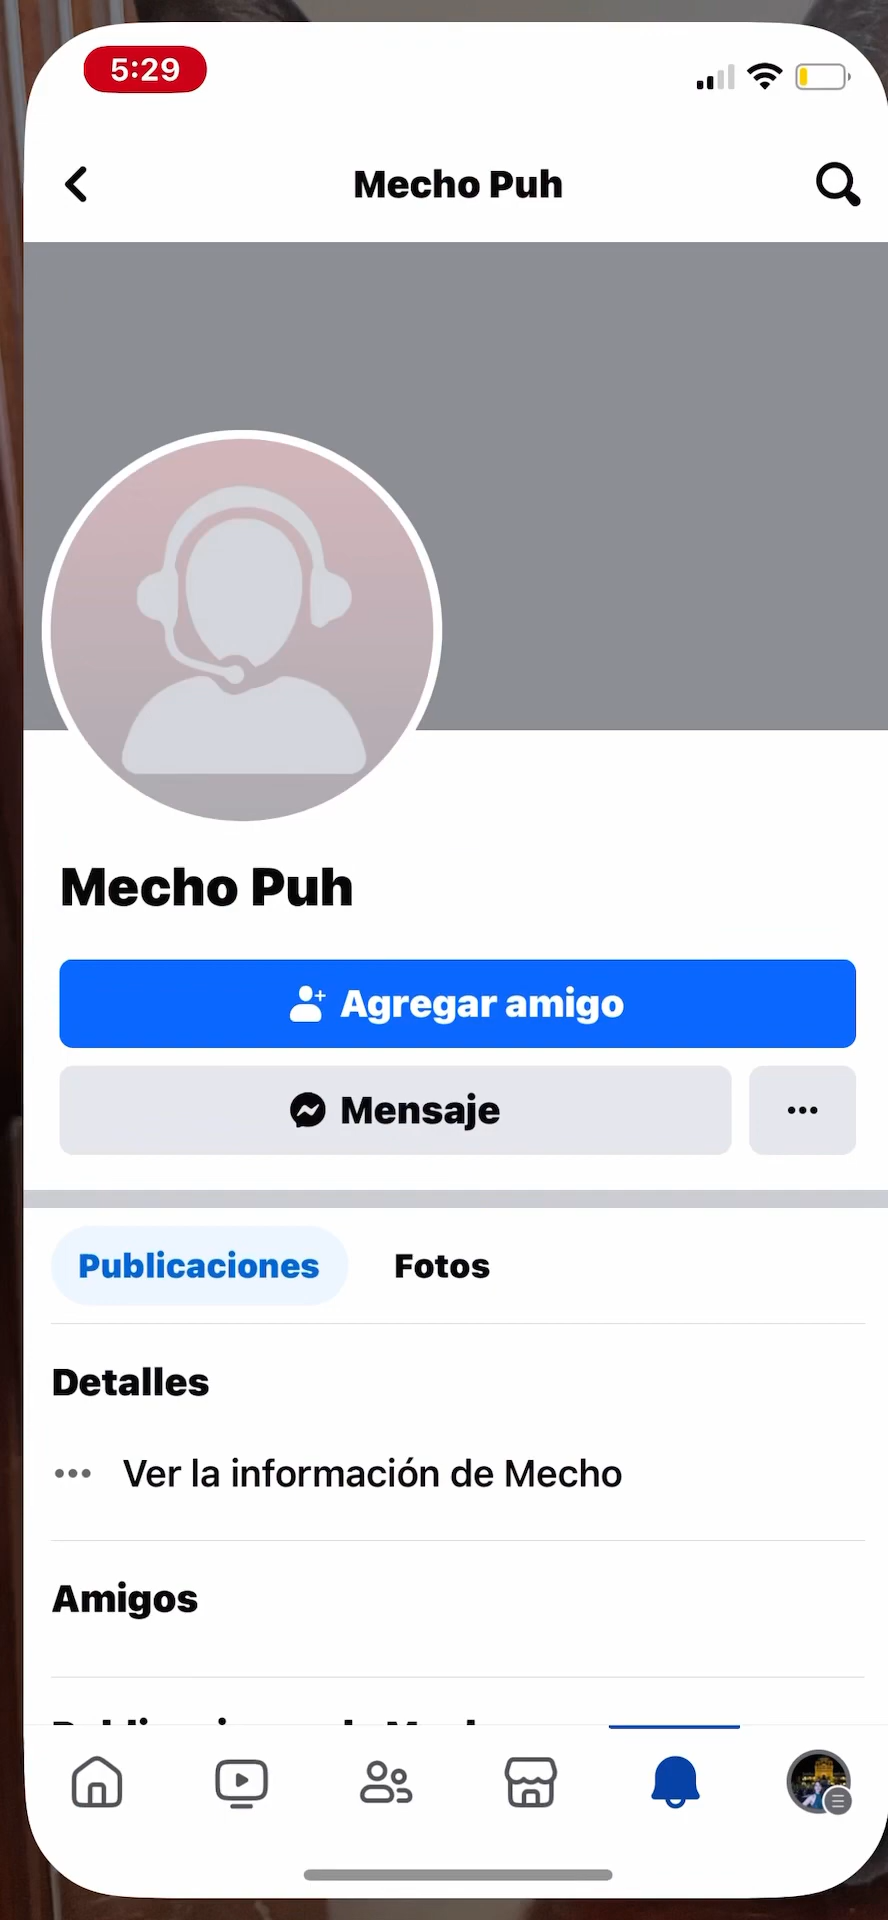 5:29
Mecho Puh
Mecho Puh
Agregar amigo
Mensaje
Publicaciones
Fotos
Detalles
Ver la información de Mecho
Amigos